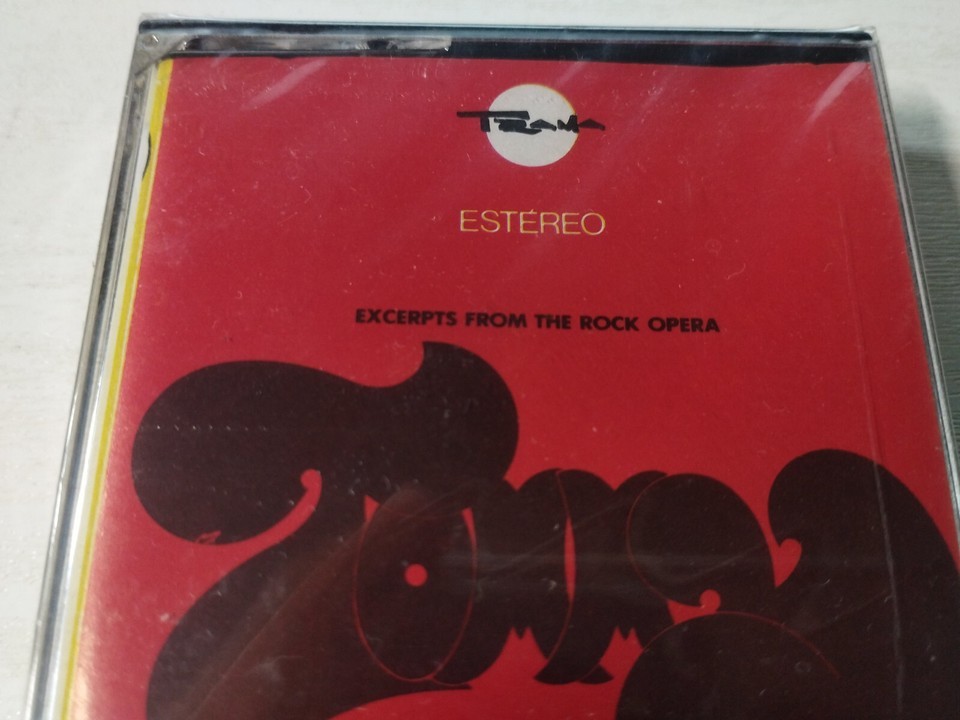 TRAMA
ESTÉREO
EXCERPTS FROM THE ROCK OPERA
Tommy